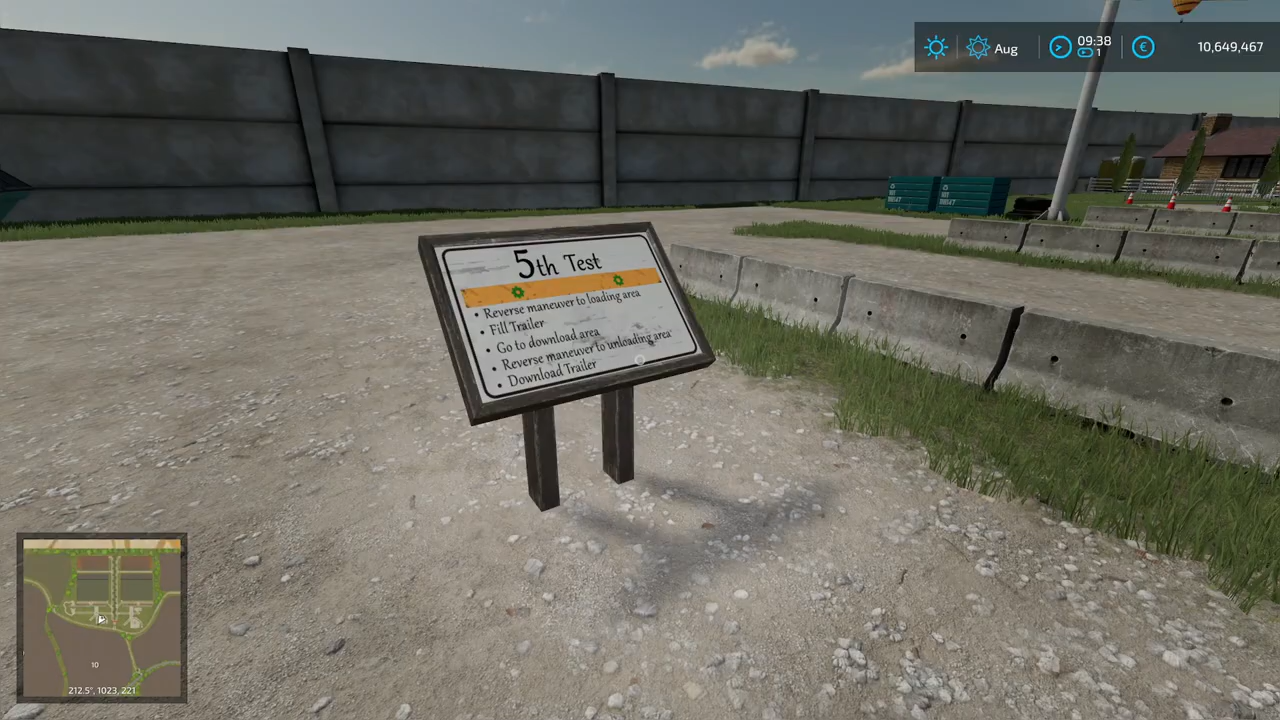 Aug
09:38
1
10,649,467
5th Test
• Reverse maneuver to loading area
• Fill Trailer
• Go to download area
• Reverse maneuver to unloading area
• Download Trailer
10
212.5°, 1023, 221